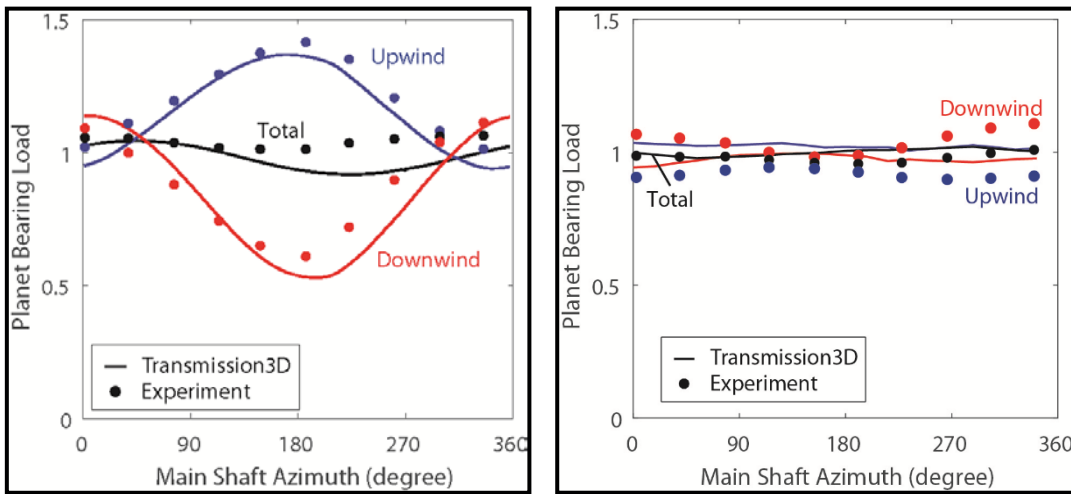 1.5
Upwind
Total
1
Downwind
0.5
Transmission3D
Experiment
0
0 90 180 270 360
Main Shaft Azimuth (degree)
Planet Bearing Load
1.5
Downwind
1
Total
Upwind
0.5
Transmission3D
Experiment
0
0 90 180 270 360
Main Shaft Azimuth (degree)
Planet Bearing Load